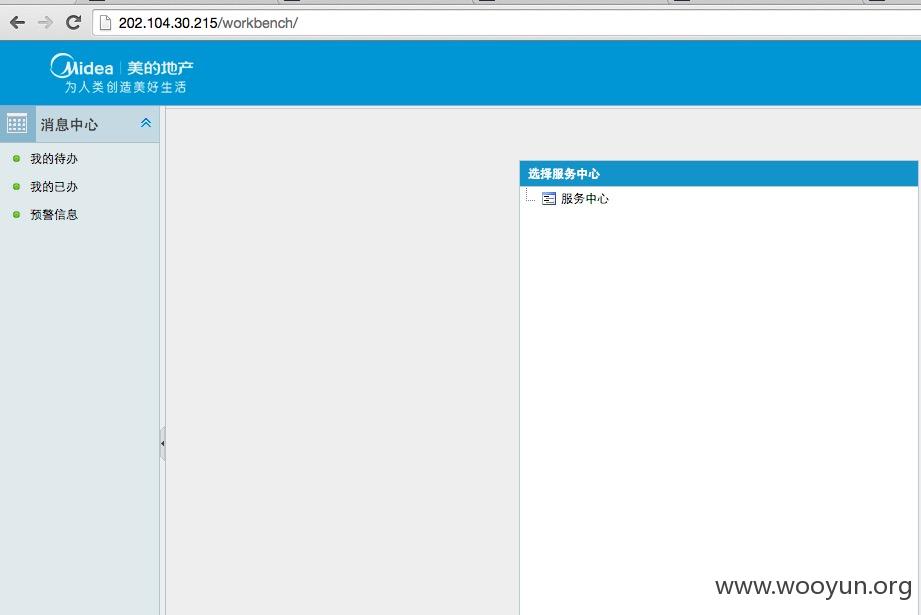 202.104.30.215/workbench/
Midea 美的地产
为人类创造美好生活
消息中心
我的待办
我的已办
预警信息
选择服务中心
服务中心
www.wooyun.org